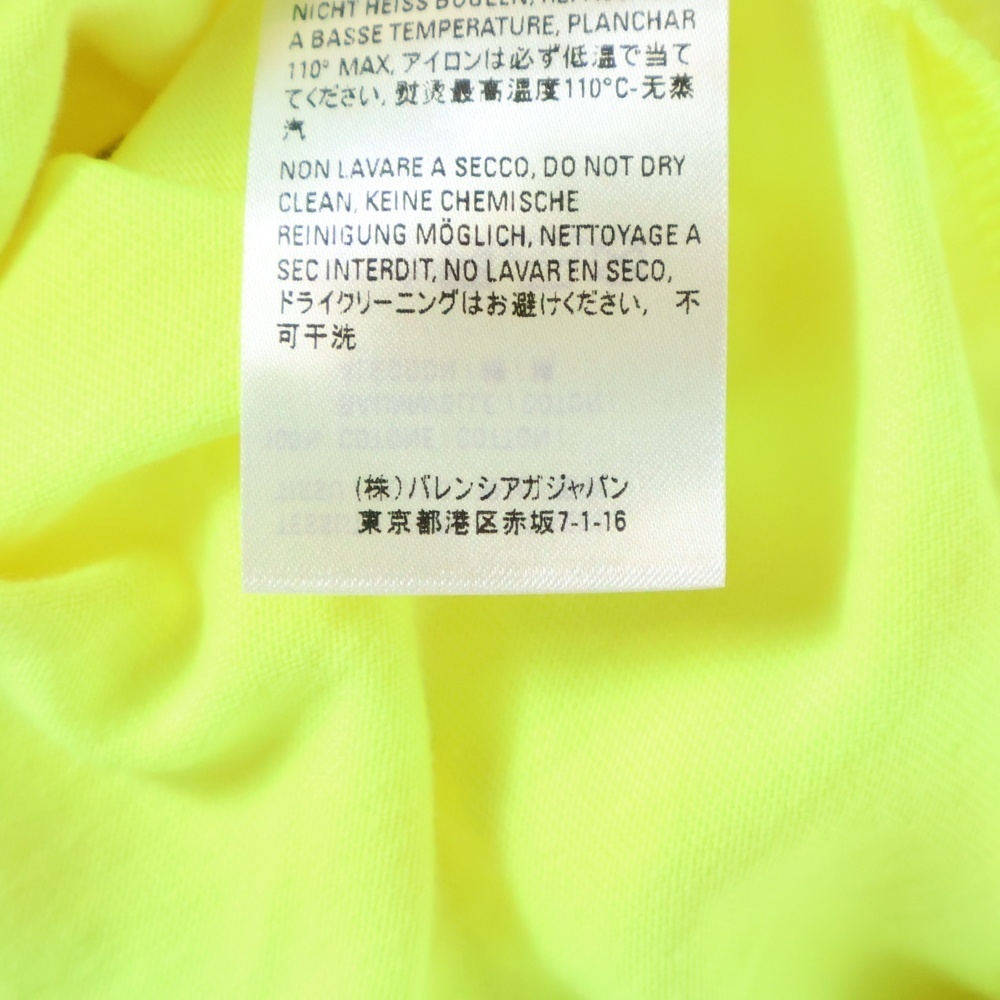 NICHT HEISS BÜGELN,
A BASSE TEMPERATURE, PLANCHAR
110° MAX, アイロンは必ず低温で当て
てください, 熨烫最高温度110°C-无蒸
汽
NON LAVARE A SECCO, DO NOT DRY
CLEAN, KEINE CHEMISCHE
REINIGUNG MÖGLICH, NETTOYAGE A
SEC INTERDIT, NO LAVAR EN SECO,
ドライクリーニングはお避けください, 不
可干洗
(株)バレンシアガジャパン
東京都港区赤坂7-1-16